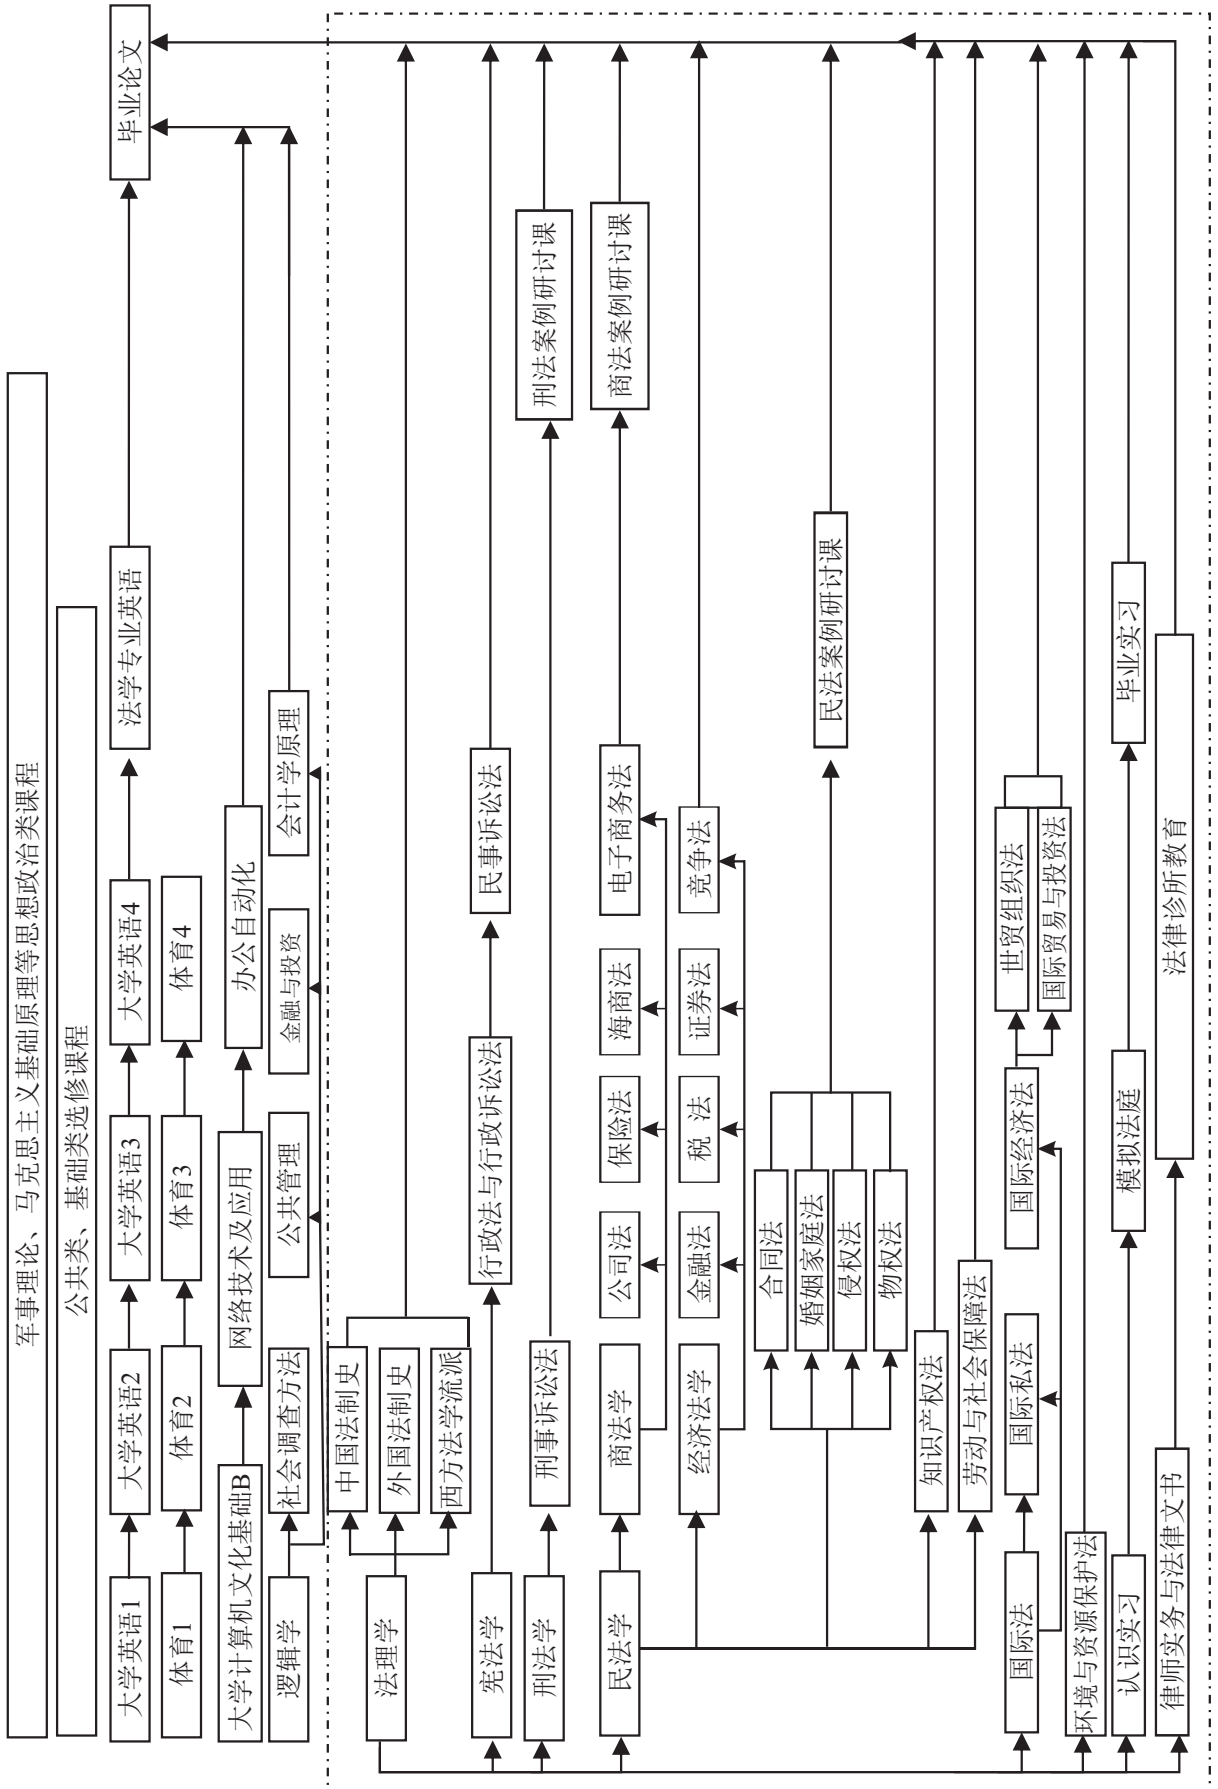 军事理论、马克思主义基础原理等思想政治类课程
公共类、基础类选修课程
大学英语1
大学英语2
大学英语3
大学英语4
法学专业英语
毕业论文
体育1
体育2
体育3
体育4
大学计算机文化基础B
网络技术及应用
办公自动化
逻辑学
社会调查方法
公共管理
金融与投资
会计学原理
法理学
中国法制史
外国法制史
西方法学流派
宪法学
行政法与行政诉讼法
民事诉讼法
刑法学
刑事诉讼法
刑法案例研讨课
民法学
商法学
公司法
保险法
海商法
电子商务法
商法案例研讨课
经济法学
金融法
税 法
证券法
竞争法
合同法
婚姻家庭法
侵权法
物权法
民法案例研讨课
知识产权法
劳动与社会保障法
国际法
国际私法
国际经济法
世贸组织法
国际贸易与投资法
环境与资源保护法
认识实习
模拟法庭
毕业实习
律师实务与法律文书
法律诊所教育